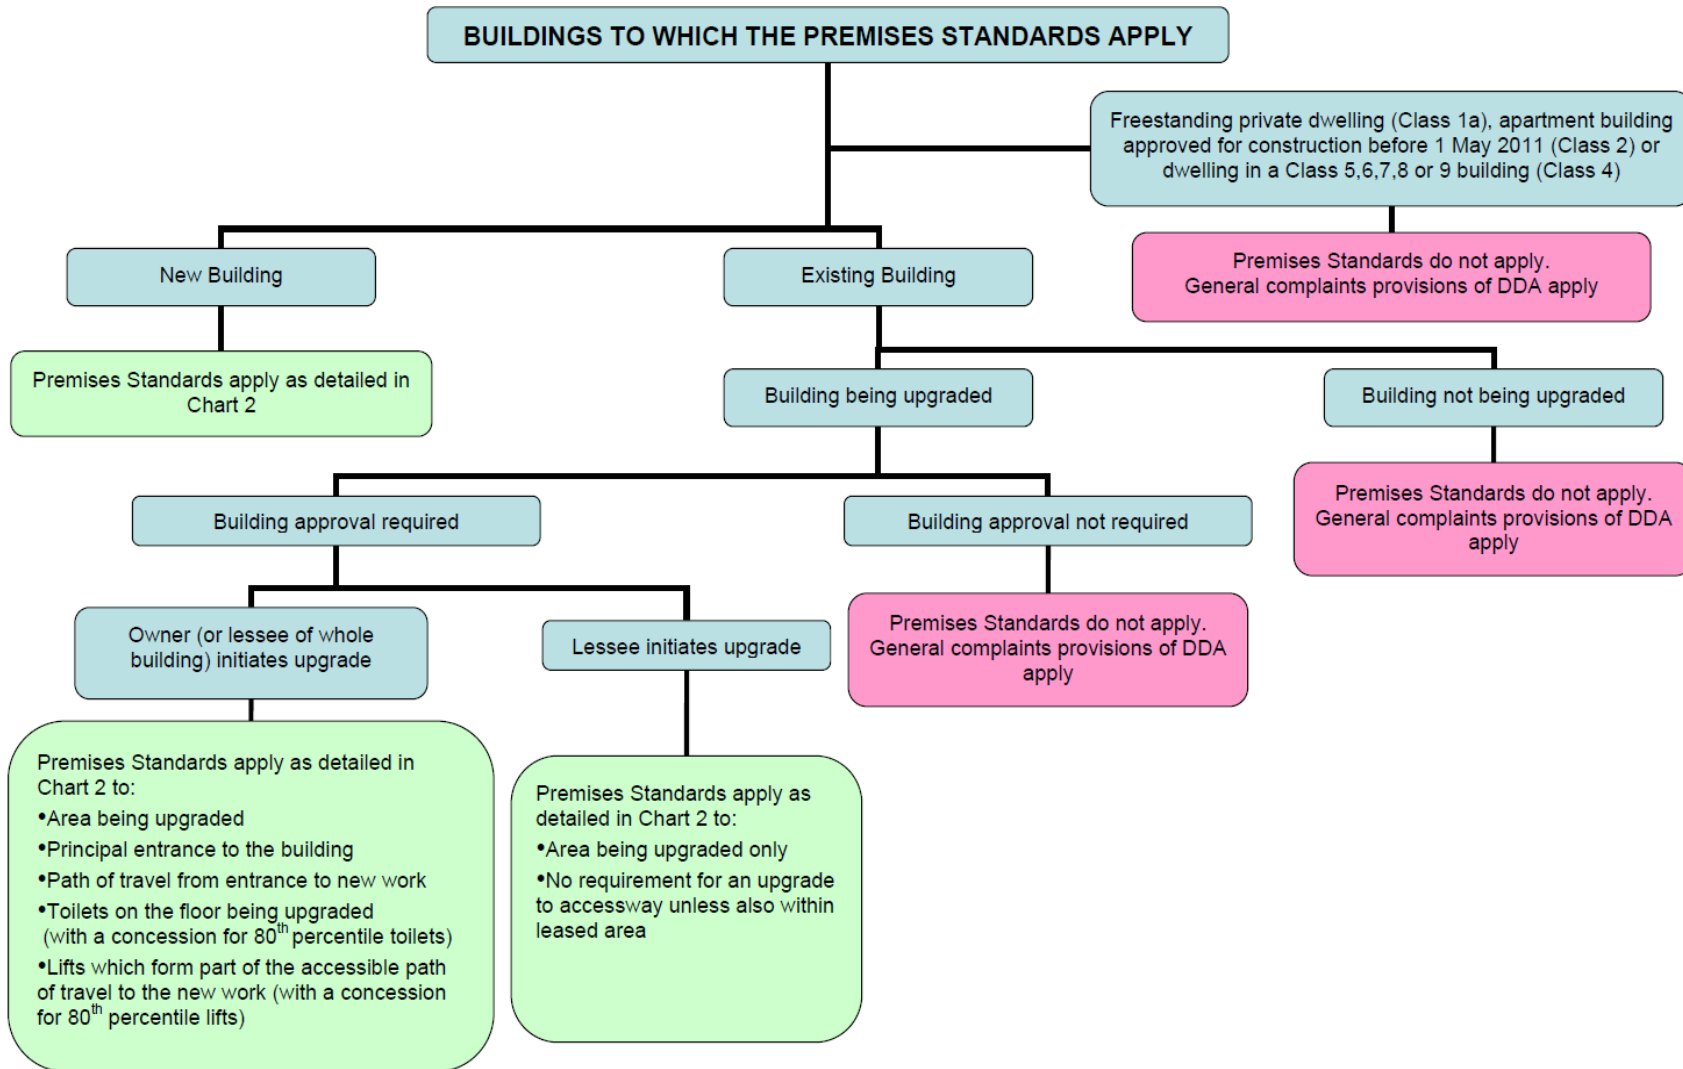 BUILDINGS TO WHICH THE PREMISES STANDARDS APPLY
Freestanding private dwelling (Class 1a), apartment building
approved for construction before 1 May 2011 (Class 2) or
dwelling in a Class 5,6,7,8 or 9 building (Class 4)
Premises Standards do not apply.
General complaints provisions of DDA apply
New Building
Existing Building
Premises Standards apply as detailed in
Chart 2
Building being upgraded
Building not being upgraded
Premises Standards do not apply.
General complaints provisions of DDA
apply
Building approval required
Building approval not required
Premises Standards do not apply.
General complaints provisions of DDA
apply
Owner (or lessee of whole
building) initiates upgrade
Lessee initiates upgrade
Premises Standards apply as detailed in
Chart 2 to:
•Area being upgraded
•Principal entrance to the building
•Path of travel from entrance to new work
•Toilets on the floor being upgraded
(with a concession for 80th percentile toilets)
•Lifts which form part of the accessible path
of travel to the new work (with a concession
for 80th percentile lifts)
Premises Standards apply as
detailed in Chart 2 to:
•Area being upgraded only
•No requirement for an upgrade
to accessway unless also within
leased area